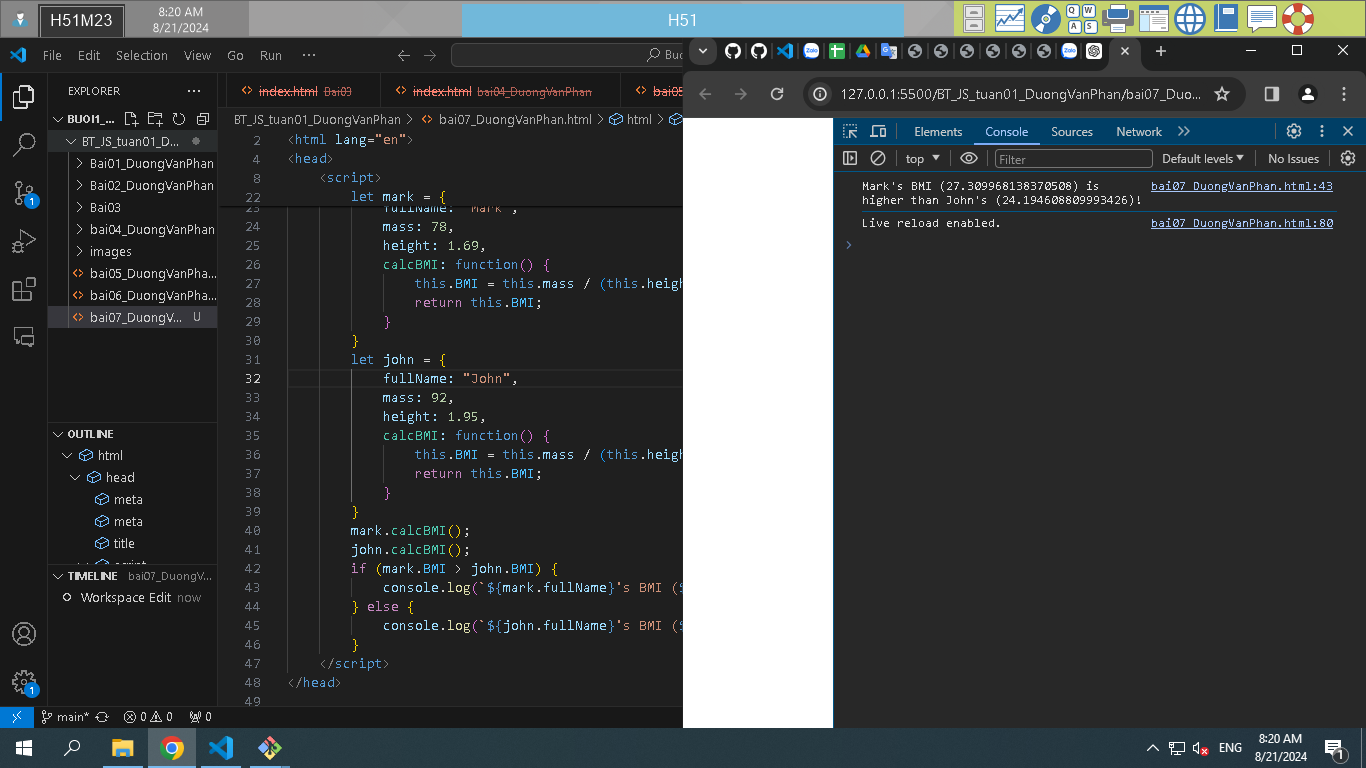 H51M23
8:20 AM
8/21/2024
H51
Q W
A S
File Edit Selection View Go Run ···
EXPLORER
BUOI1_...
BT_JS_tuan01_D...
Bai01_DuongVanPhan
Bai02_DuongVanPhan
Bai03
bai04_DuongVanPhan
images
bai05_DuongVanPha...
bai06_DuongVanPha...
bai07_DuongV... U
OUTLINE
html
head
meta
meta
title
script
TIMELINE bai07_DuongV...
Workspace Edit now
index.html Bai03
index.html bai04_DuongVanPhan
bai05
BT_JS_tuan01_DuongVanPhan > bai07_DuongVanPhan.html > html >
2 <html lang="en">
4 <head>
8 <script>
22 let mark = {
23 fullName: "Mark",
24 mass: 78,
25 height: 1.69,
26 calcBMI: function() {
27 this.BMI = this.mass / (this.heigh
28 return this.BMI;
29 }
30 }
31 let john = {
32 fullName: "John",
33 mass: 92,
34 height: 1.95,
35 calcBMI: function() {
36 this.BMI = this.mass / (this.heigh
37 return this.BMI;
38 }
39 }
40 mark.calcBMI();
41 john.calcBMI();
42 if (mark.BMI > john.BMI) {
43 console.log(`${mark.fullName}'s BMI ($
44 } else {
45 console.log(`${john.fullName}'s BMI ($
46 }
47 </script>
48 </head>
49
main* 0 0 0
127.0.0.1:5500/BT_JS_tuan01_DuongVanPhan/bai07_Duo...
Elements Console Sources Network
top Filter Default levels No Issues
Mark's BMI (27.309968138370508) is bai07_DuongVanPhan.html:43
higher than John's (24.194608809993426)!
Live reload enabled. bai07_DuongVanPhan.html:80
ENG
8:20 AM
8/21/2024
1